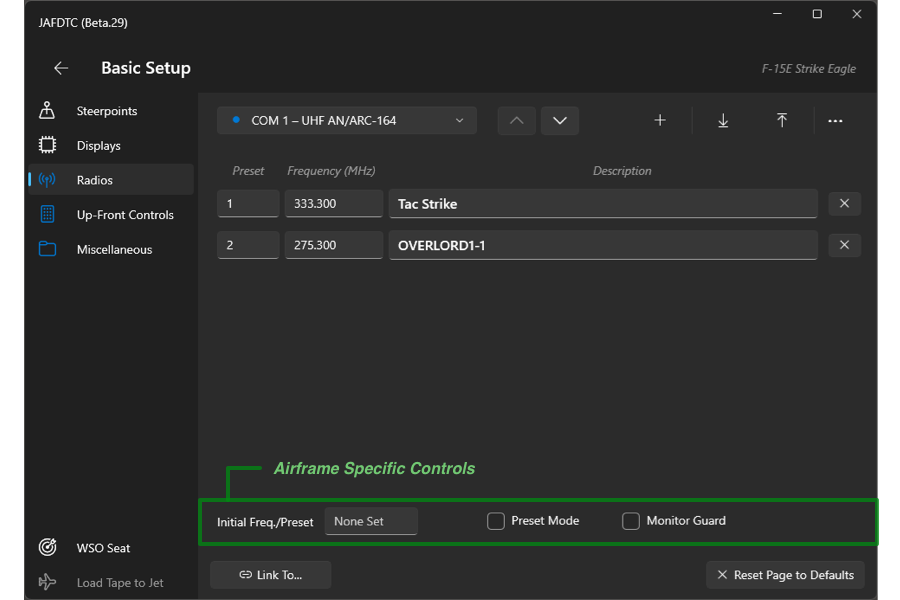 JAFDTC (Beta.29)
Basic Setup
F-15E Strike Eagle
Steerpoints
Displays
Radios
Up-Front Controls
Miscellaneous
COM 1 – UHF AN/ARC-164
Preset Frequency (MHz) Description
1 333.300 Tac Strike
2 275.300 OVERLORD1-1
Airframe Specific Controls
Initial Freq./Preset None Set Preset Mode Monitor Guard
WSO Seat
Load Tape to Jet
Link To...
Reset Page to Defaults